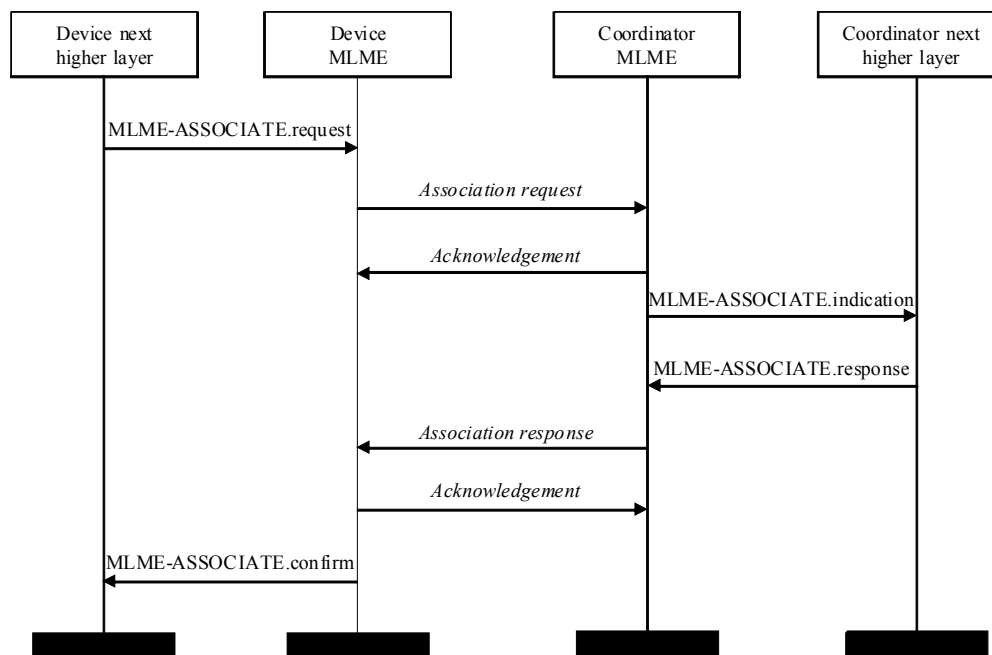 Device next
higher layer
Device
MLME
Coordinator
MLME
Coordinator next
higher layer
MLME-ASSOCIATE.request
Association request
Acknowledgement
MLME-ASSOCIATE.indication
MLME-ASSOCIATE.response
Association response
Acknowledgement
MLME-ASSOCIATE.confirm